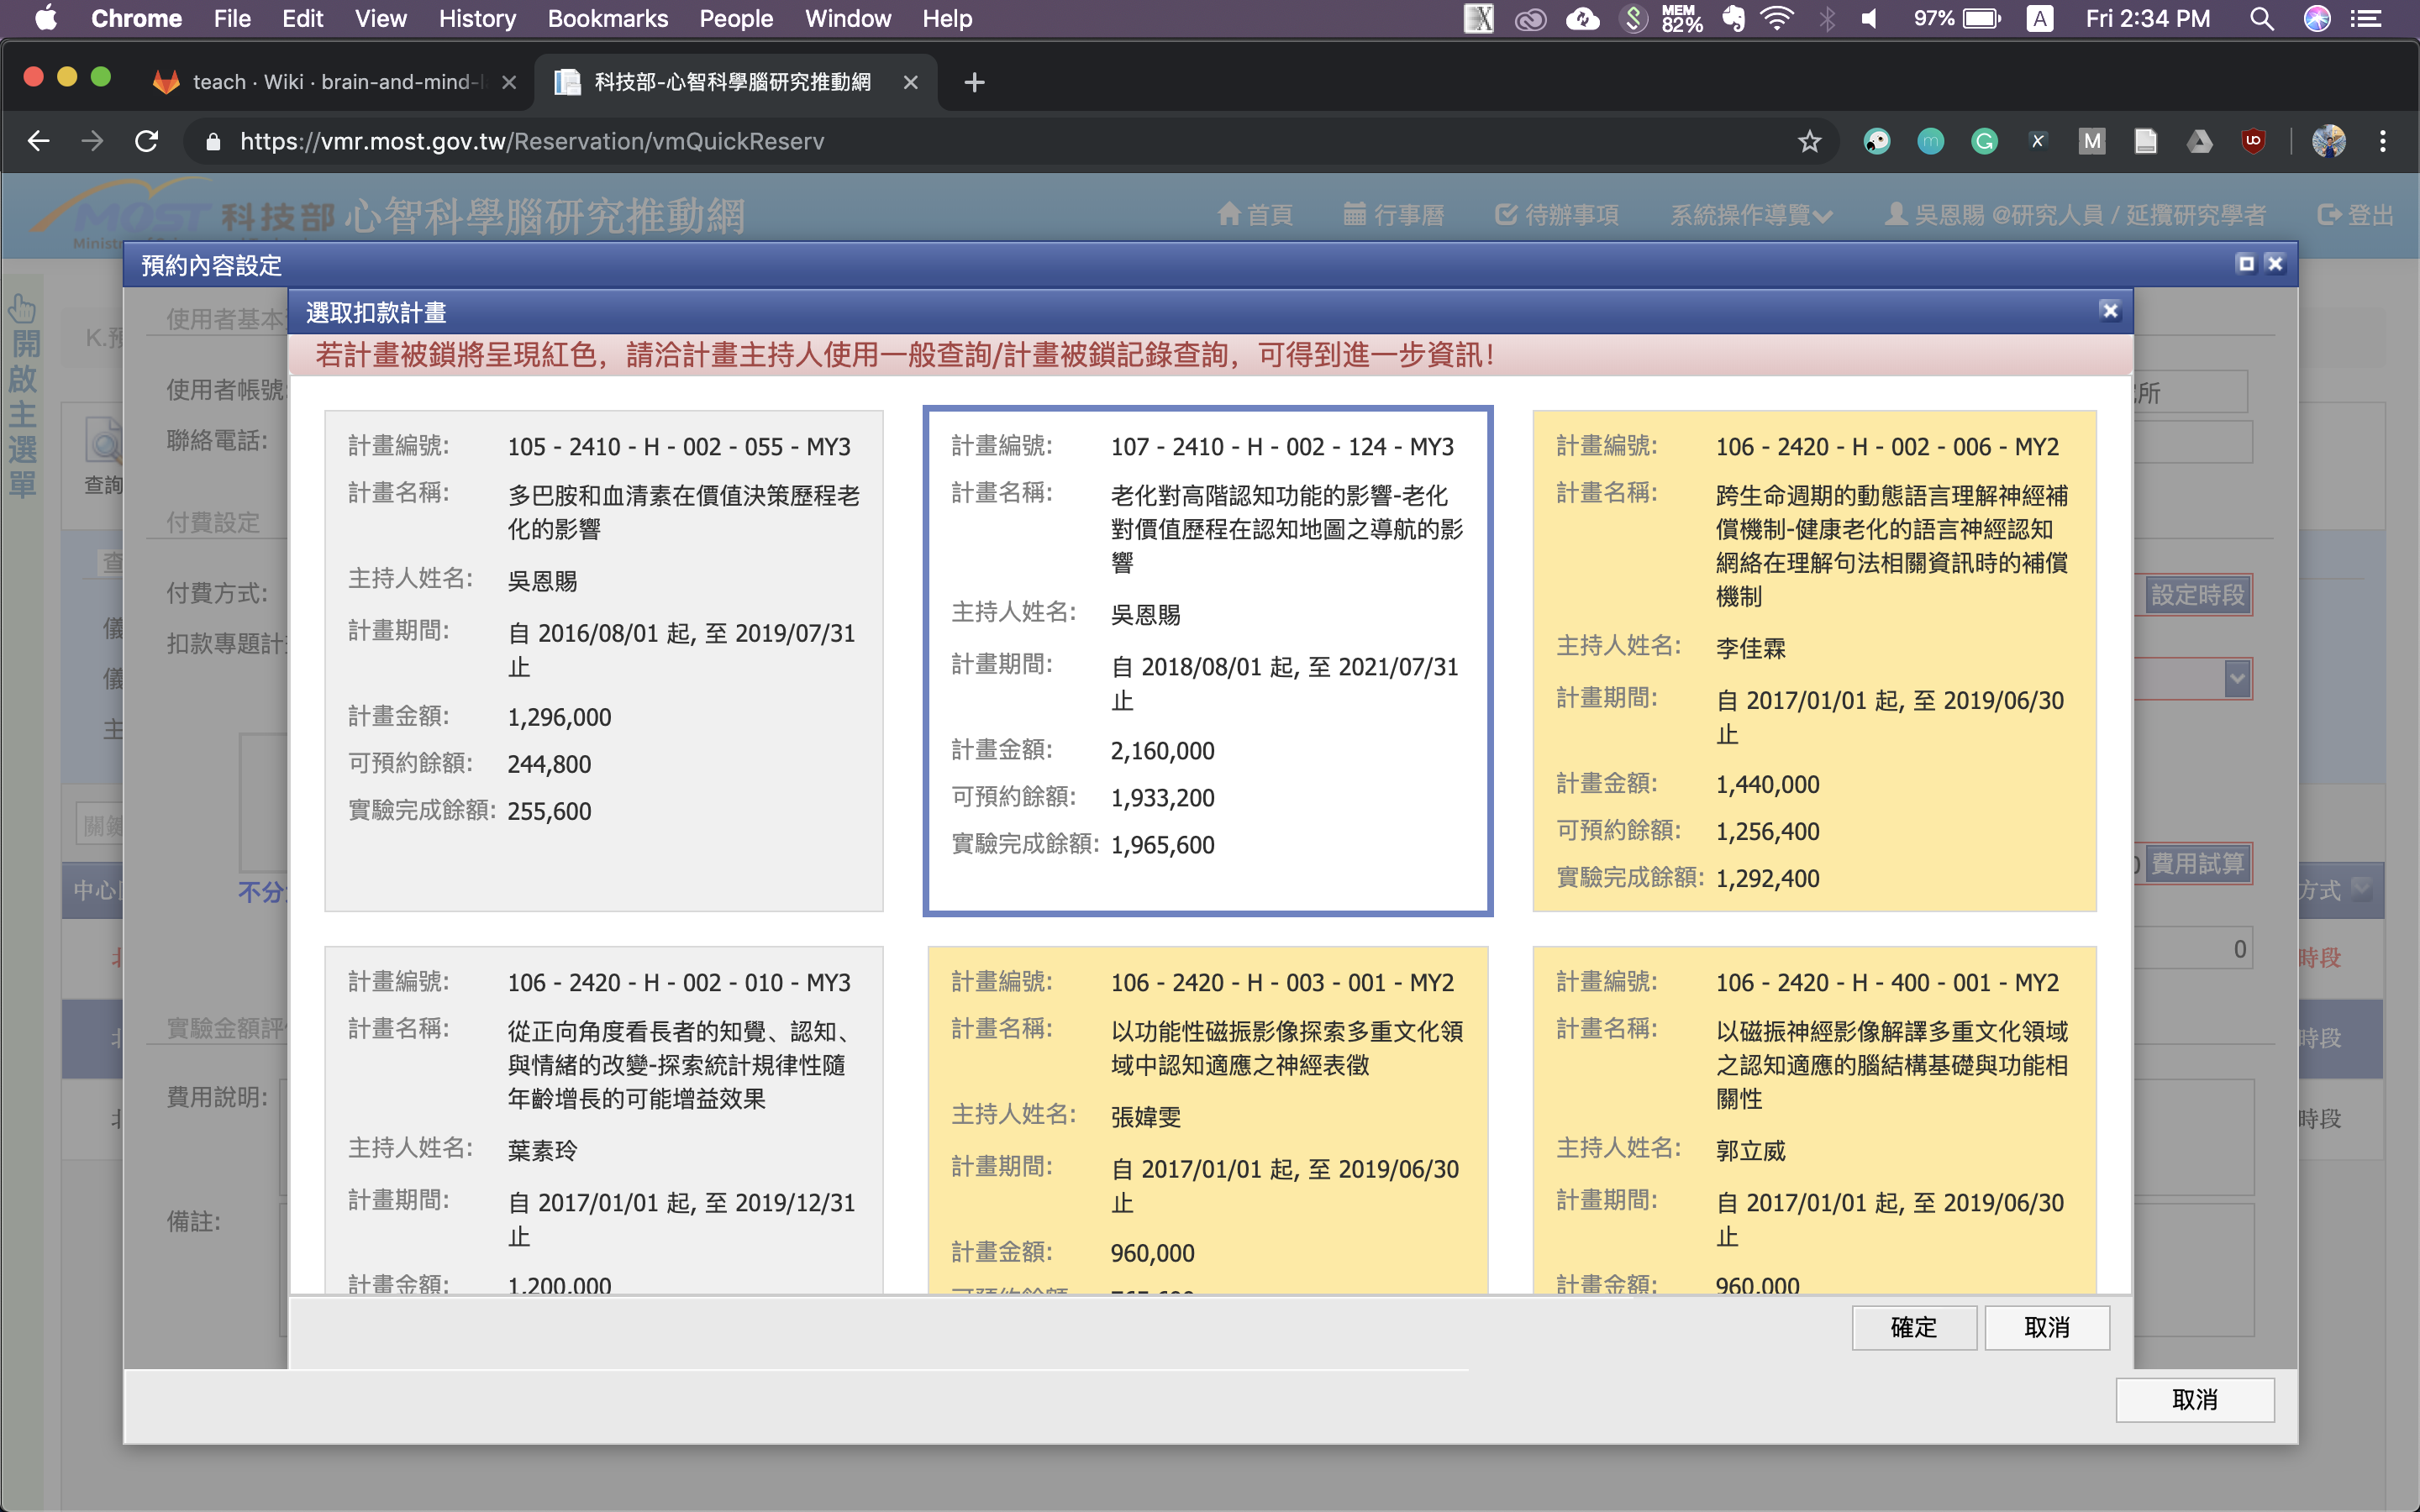 Chrome File Edit View History Bookmarks People Window Help MEM 82% 97% A Fri 2:34 PM
teach · Wiki · brain-and-mind-l
科技部-心智科學腦研究推動網
https://vmr.most.gov.tw/Reservation/vmQuickReserv
MOST 科技部 心智科學腦研究推動網
首頁 行事曆 待辦事項 系統操作導覽 吳恩賜 @研究人員 / 延攬研究學者 登出
開啟主選單
預約內容設定
使用者基本
選取扣款計畫
若計畫被鎖將呈現紅色，請洽計畫主持人使用一般查詢/計畫被鎖記錄查詢，可得到進一步資訊！
K.預
使用者帳號:
聯絡電話:
查詢
付費設定
付費方式:
扣款專題計
所
設定時段
不分
中心
費用試算
方式
0
時段
時段
時段
實驗金額評
費用說明:
備註:
計畫編號: 105 - 2410 - H - 002 - 055 - MY3
計畫名稱: 多巴胺和血清素在價值決策歷程老
化的影響
主持人姓名: 吳恩賜
計畫期間: 自 2016/08/01 起, 至 2019/07/31
止
計畫金額: 1,296,000
可預約餘額: 244,800
實驗完成餘額: 255,600
計畫編號: 107 - 2410 - H - 002 - 124 - MY3
計畫名稱: 老化對高階認知功能的影響-老化
對價值歷程在認知地圖之導航的影
響
主持人姓名: 吳恩賜
計畫期間: 自 2018/08/01 起, 至 2021/07/31
止
計畫金額: 2,160,000
可預約餘額: 1,933,200
實驗完成餘額: 1,965,600
計畫編號: 106 - 2420 - H - 002 - 006 - MY2
計畫名稱: 跨生命週期的動態語言理解神經補
償機制-健康老化的語言神經認知
網絡在理解句法相關資訊時的補償
機制
主持人姓名: 李佳霖
計畫期間: 自 2017/01/01 起, 至 2019/06/30
止
計畫金額: 1,440,000
可預約餘額: 1,256,400
實驗完成餘額: 1,292,400
計畫編號: 106 - 2420 - H - 002 - 010 - MY3
計畫名稱: 從正向角度看長者的知覺、認知、
與情緒的改變-探索統計規律性隨
年齡增長的可能增益效果
主持人姓名: 葉素玲
計畫期間: 自 2017/01/01 起, 至 2019/12/31
止
計畫金額: 1,200,000
計畫編號: 106 - 2420 - H - 003 - 001 - MY2
計畫名稱: 以功能性磁振影像探索多重文化領
域中認知適應之神經表徵
主持人姓名: 張媁雯
計畫期間: 自 2017/01/01 起, 至 2019/06/30
止
計畫金額: 960,000
計畫編號: 106 - 2420 - H - 400 - 001 - MY2
計畫名稱: 以磁振神經影像解譯多重文化領域
之認知適應的腦結構基礎與功能相
關性
主持人姓名: 郭立威
計畫期間: 自 2017/01/01 起, 至 2019/06/30
止
計畫金額: 960,000
確定 取消
取消